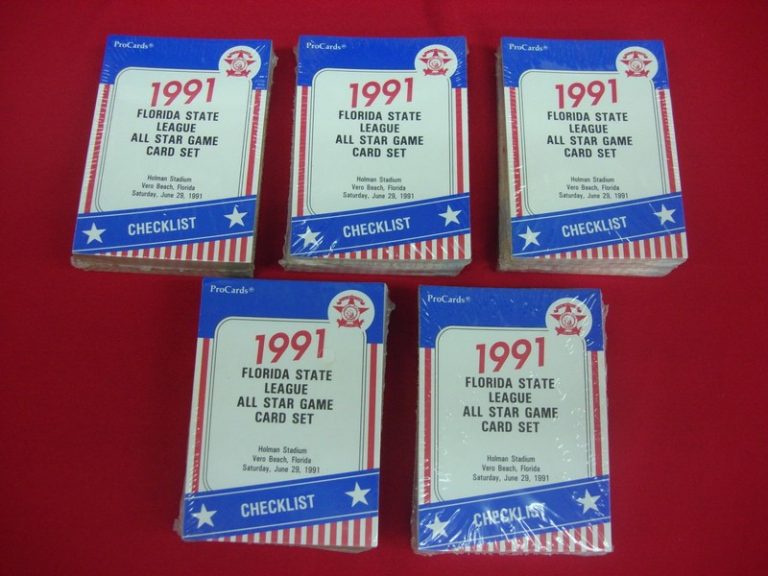 ProCards®
1991
FLORIDA STATE
LEAGUE
ALL STAR GAME
CARD SET
Holman Stadium
Vero Beach, Florida
Saturday, June 29, 1991
CHECKLIST
ProCards®
1991
FLORIDA STATE
LEAGUE
ALL STAR GAME
CARD SET
Holman Stadium
Vero Beach, Florida
Saturday, June 29, 1991
CHECKLIST
ProCards®
1991
FLORIDA STATE
LEAGUE
ALL STAR GAME
CARD SET
Holman Stadium
Vero Beach, Florida
Saturday, June 29, 1991
CHECKLIST
ProCards®
1991
FLORIDA STATE
LEAGUE
ALL STAR GAME
CARD SET
Holman Stadium
Vero Beach, Florida
Saturday, June 29, 1991
CHECKLIST
ProCards®
1991
FLORIDA STATE
LEAGUE
ALL STAR GAME
CARD SET
Holman Stadium
Vero Beach, Florida
Saturday, June 29, 1991
CHECKLIST